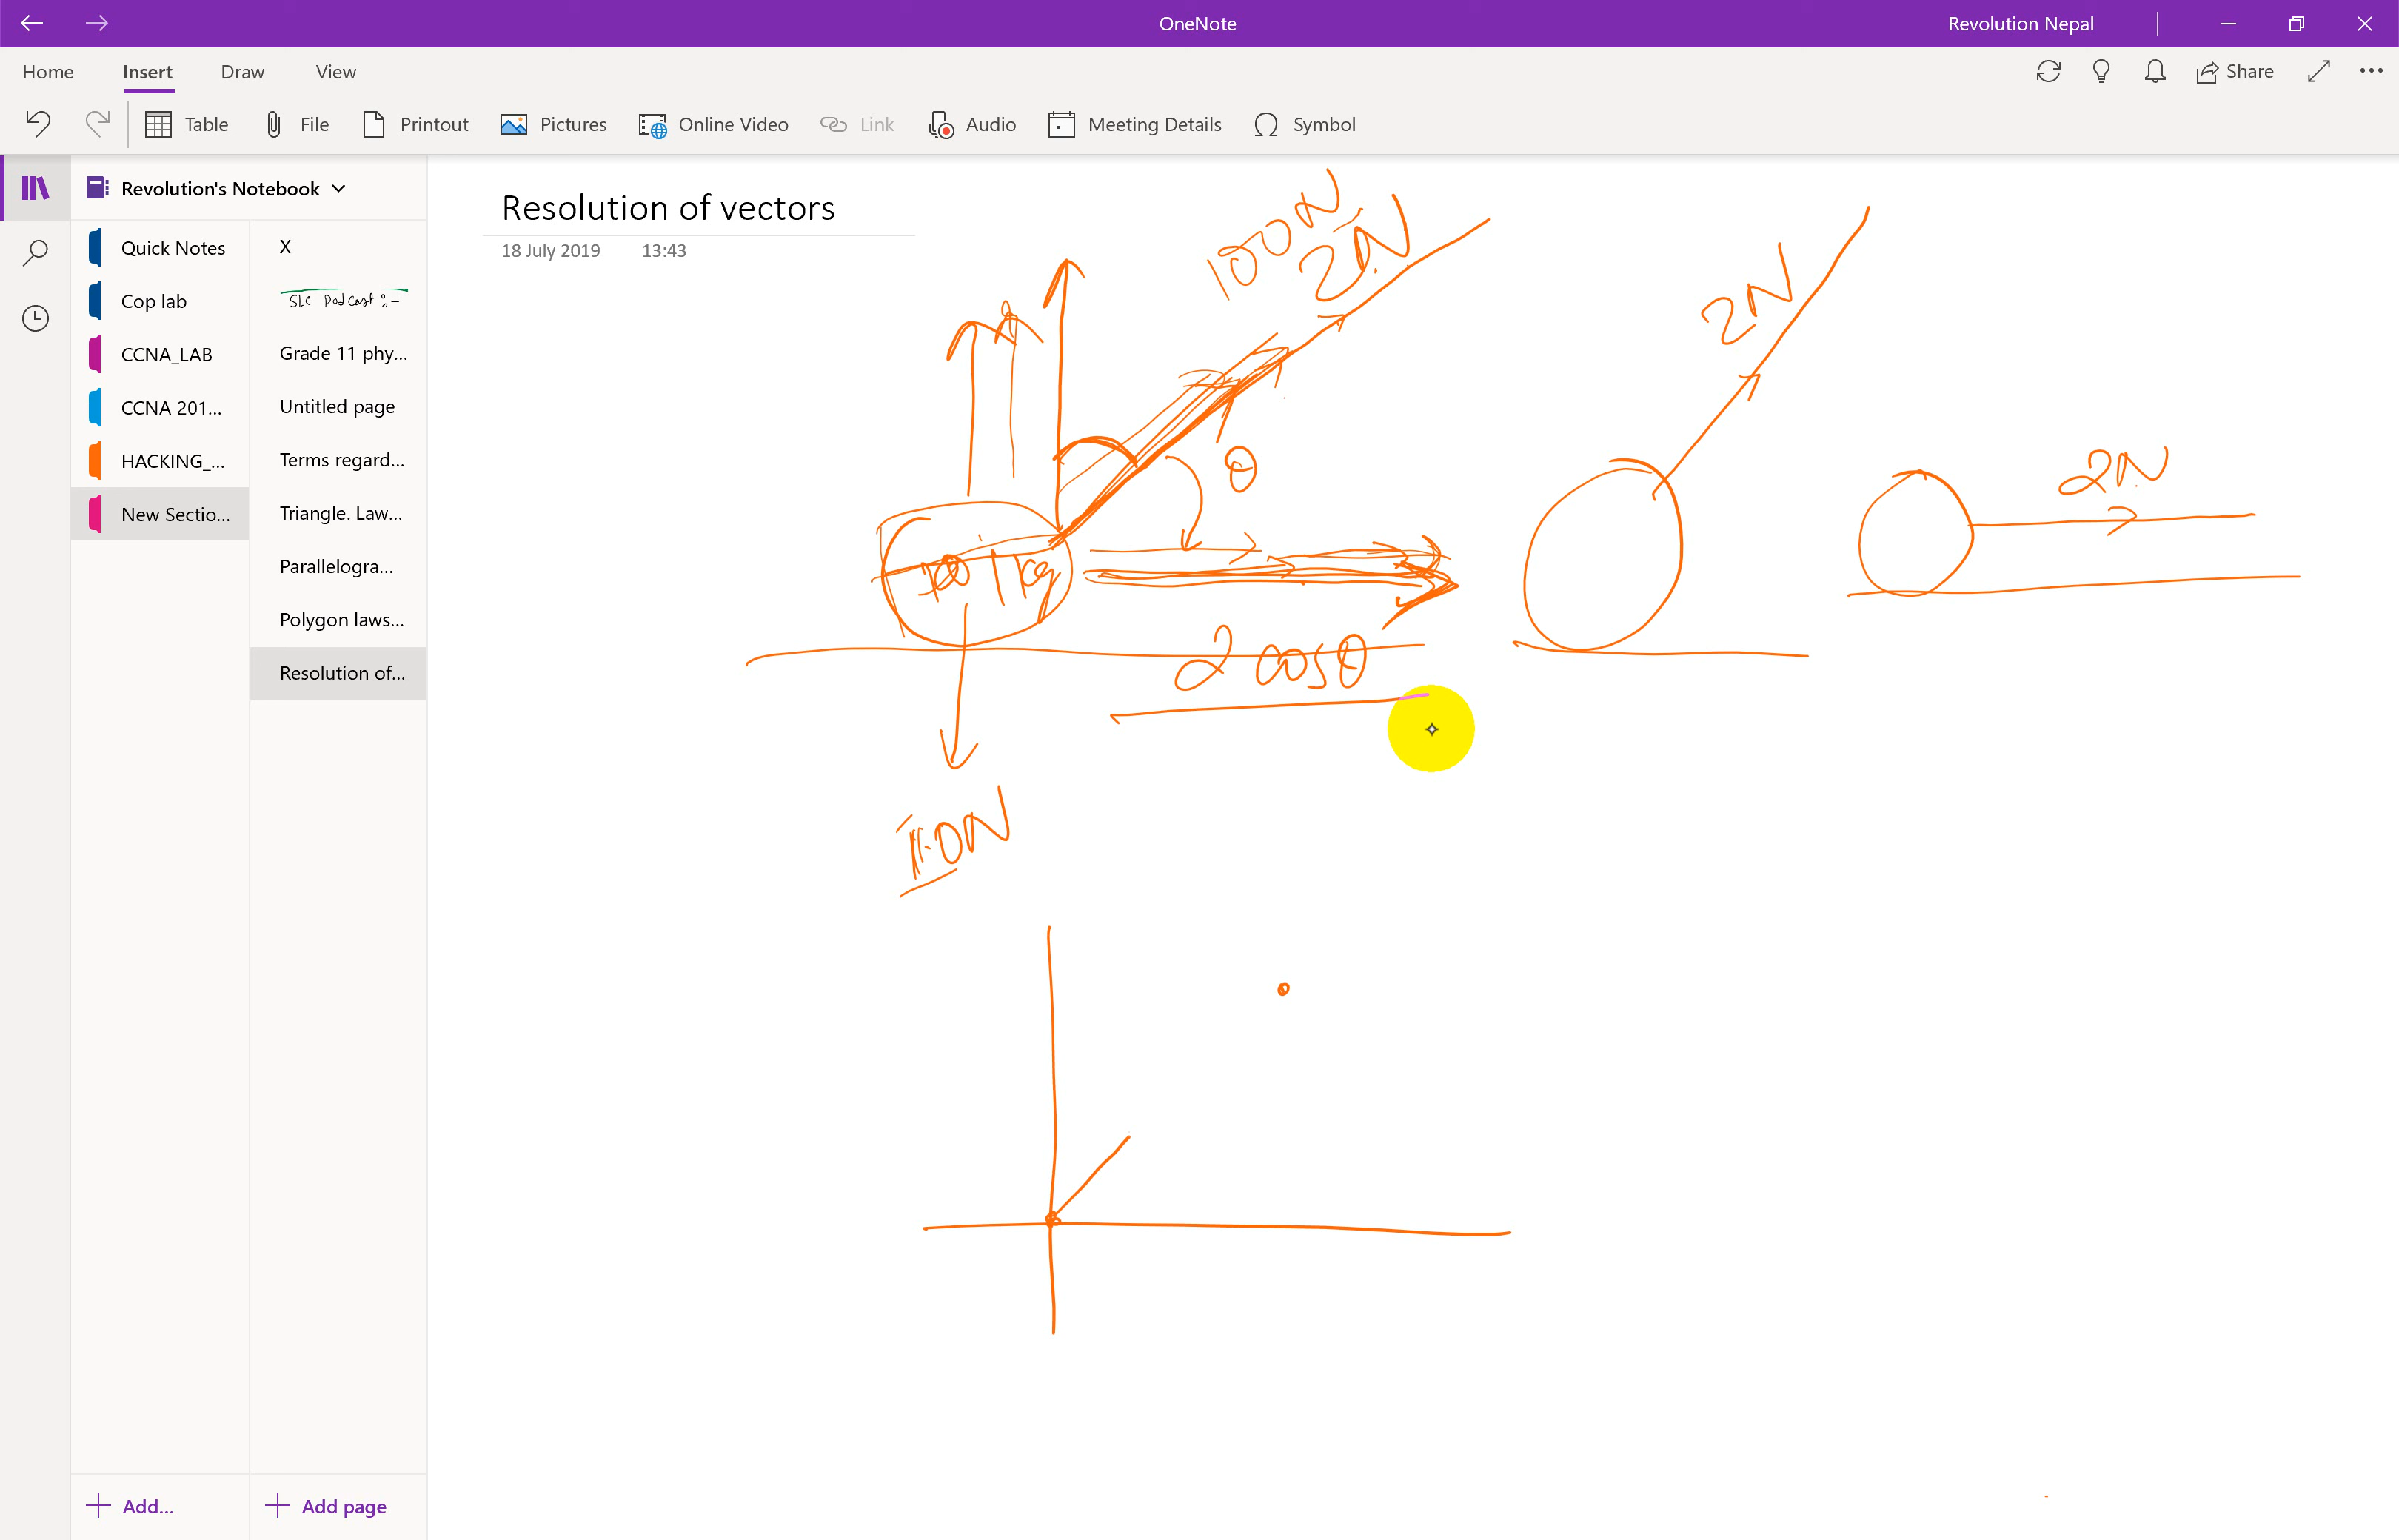 OneNote
Revolution Nepal
Home Insert Draw View
Share
Table File Printout Pictures Online Video Link Audio Meeting Details Symbol
Revolution's Notebook
Quick Notes
Cop lab
CCNA_LAB
CCNA 201...
HACKING_...
New Sectio...
X
SLC Podcast :-
Grade 11 phy...
Untitled page
Terms regard...
Triangle. Law...
Parallelogra...
Polygon laws...
Resolution of...
Add...
Add page
Resolution of vectors
18 July 2019 13:43
100N
2N
θ
1kg
2 cosθ
2N
2N